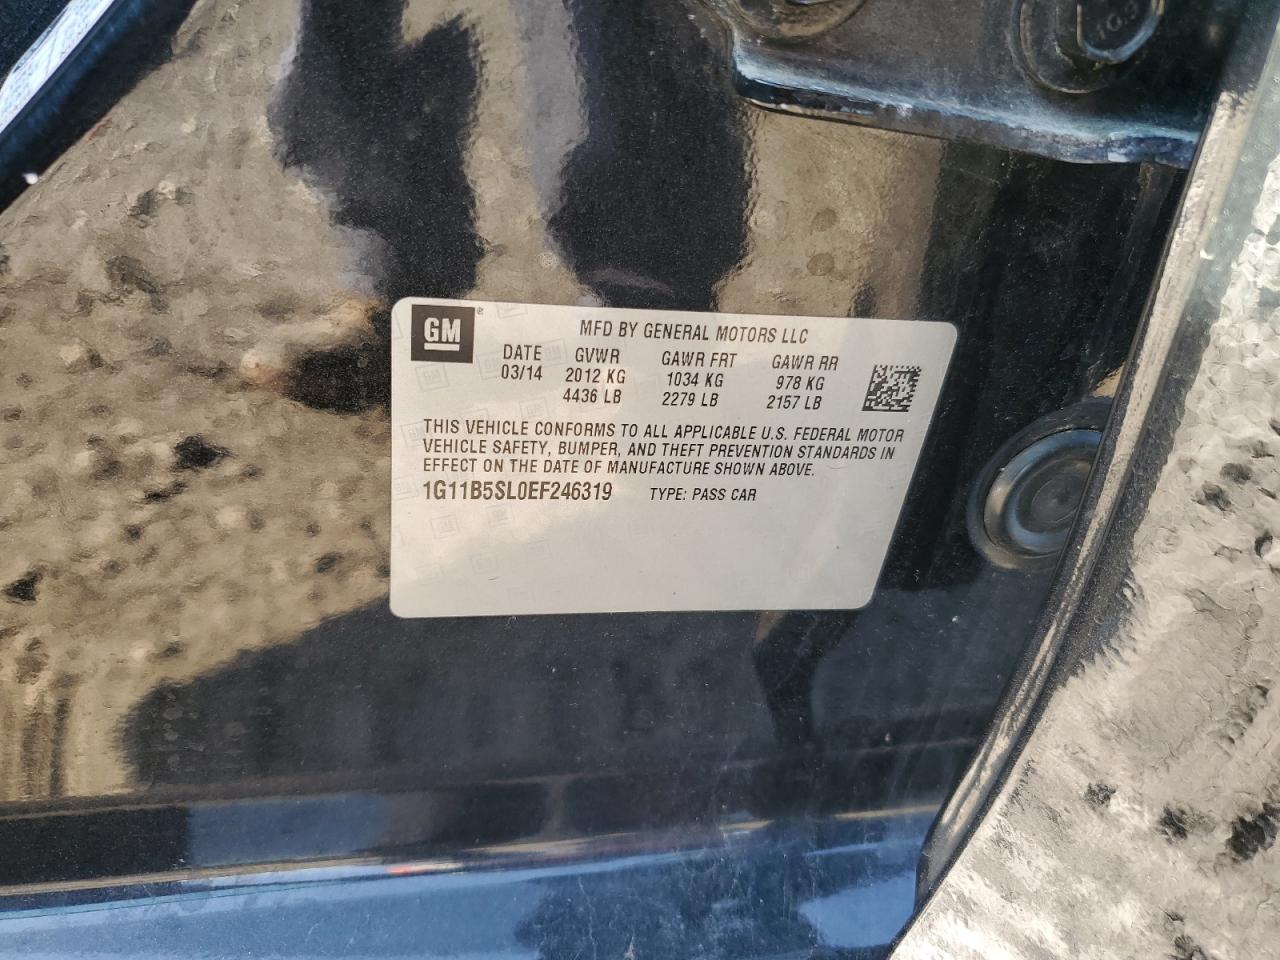 GM®
MFD BY GENERAL MOTORS LLC
DATE GVWR GAWR FRT GAWR RR
03/14 2012 KG 1034 KG 978 KG
4436 LB 2279 LB 2157 LB
THIS VEHICLE CONFORMS TO ALL APPLICABLE U.S. FEDERAL MOTOR
VEHICLE SAFETY, BUMPER, AND THEFT PREVENTION STANDARDS IN
EFFECT ON THE DATE OF MANUFACTURE SHOWN ABOVE.
1G11B5SL0EF246319 TYPE: PASS CAR